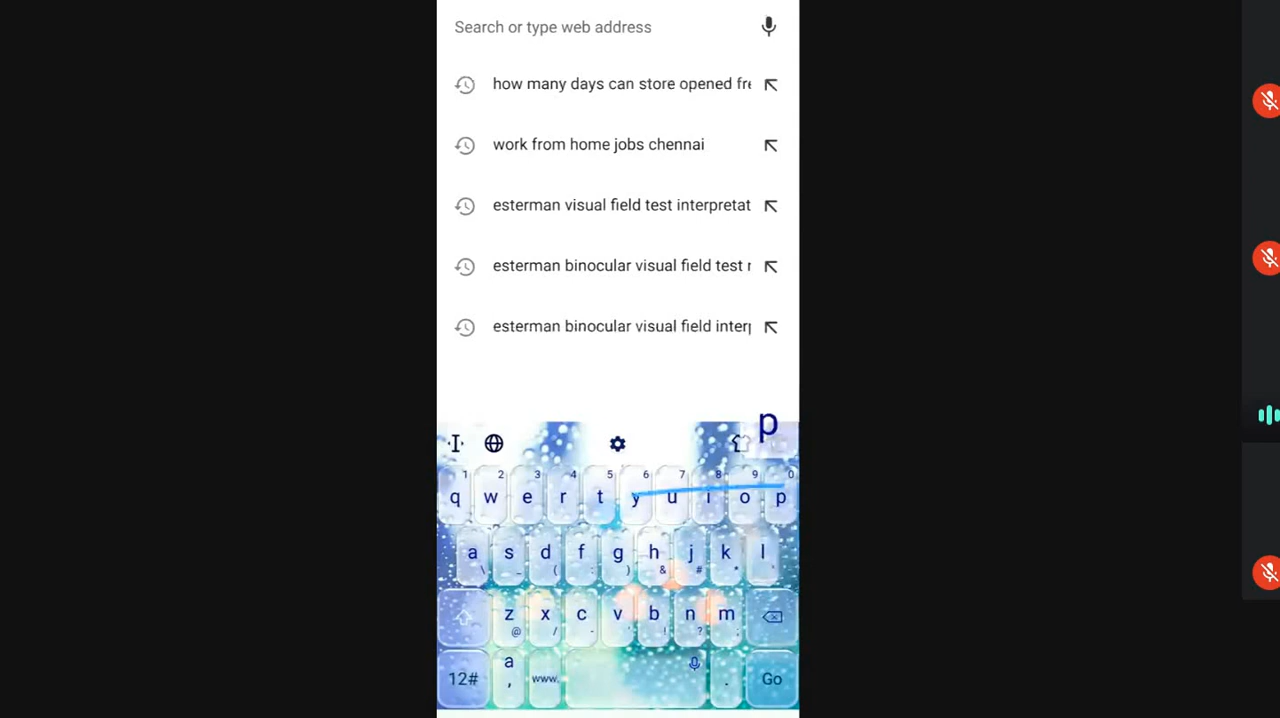 Search or type web address
how many days can store opened fre
work from home jobs chennai
esterman visual field test interpretat
esterman binocular visual field test r
esterman binocular visual field inter
p
1 2 3 4 5 6 7 8 9 0
q w e r t y u i o p
a s d f g h j k l
\ _ ( : ) & # * '
z x c v b n m
@ / - ' ! ? ;
12# a , www. . Go